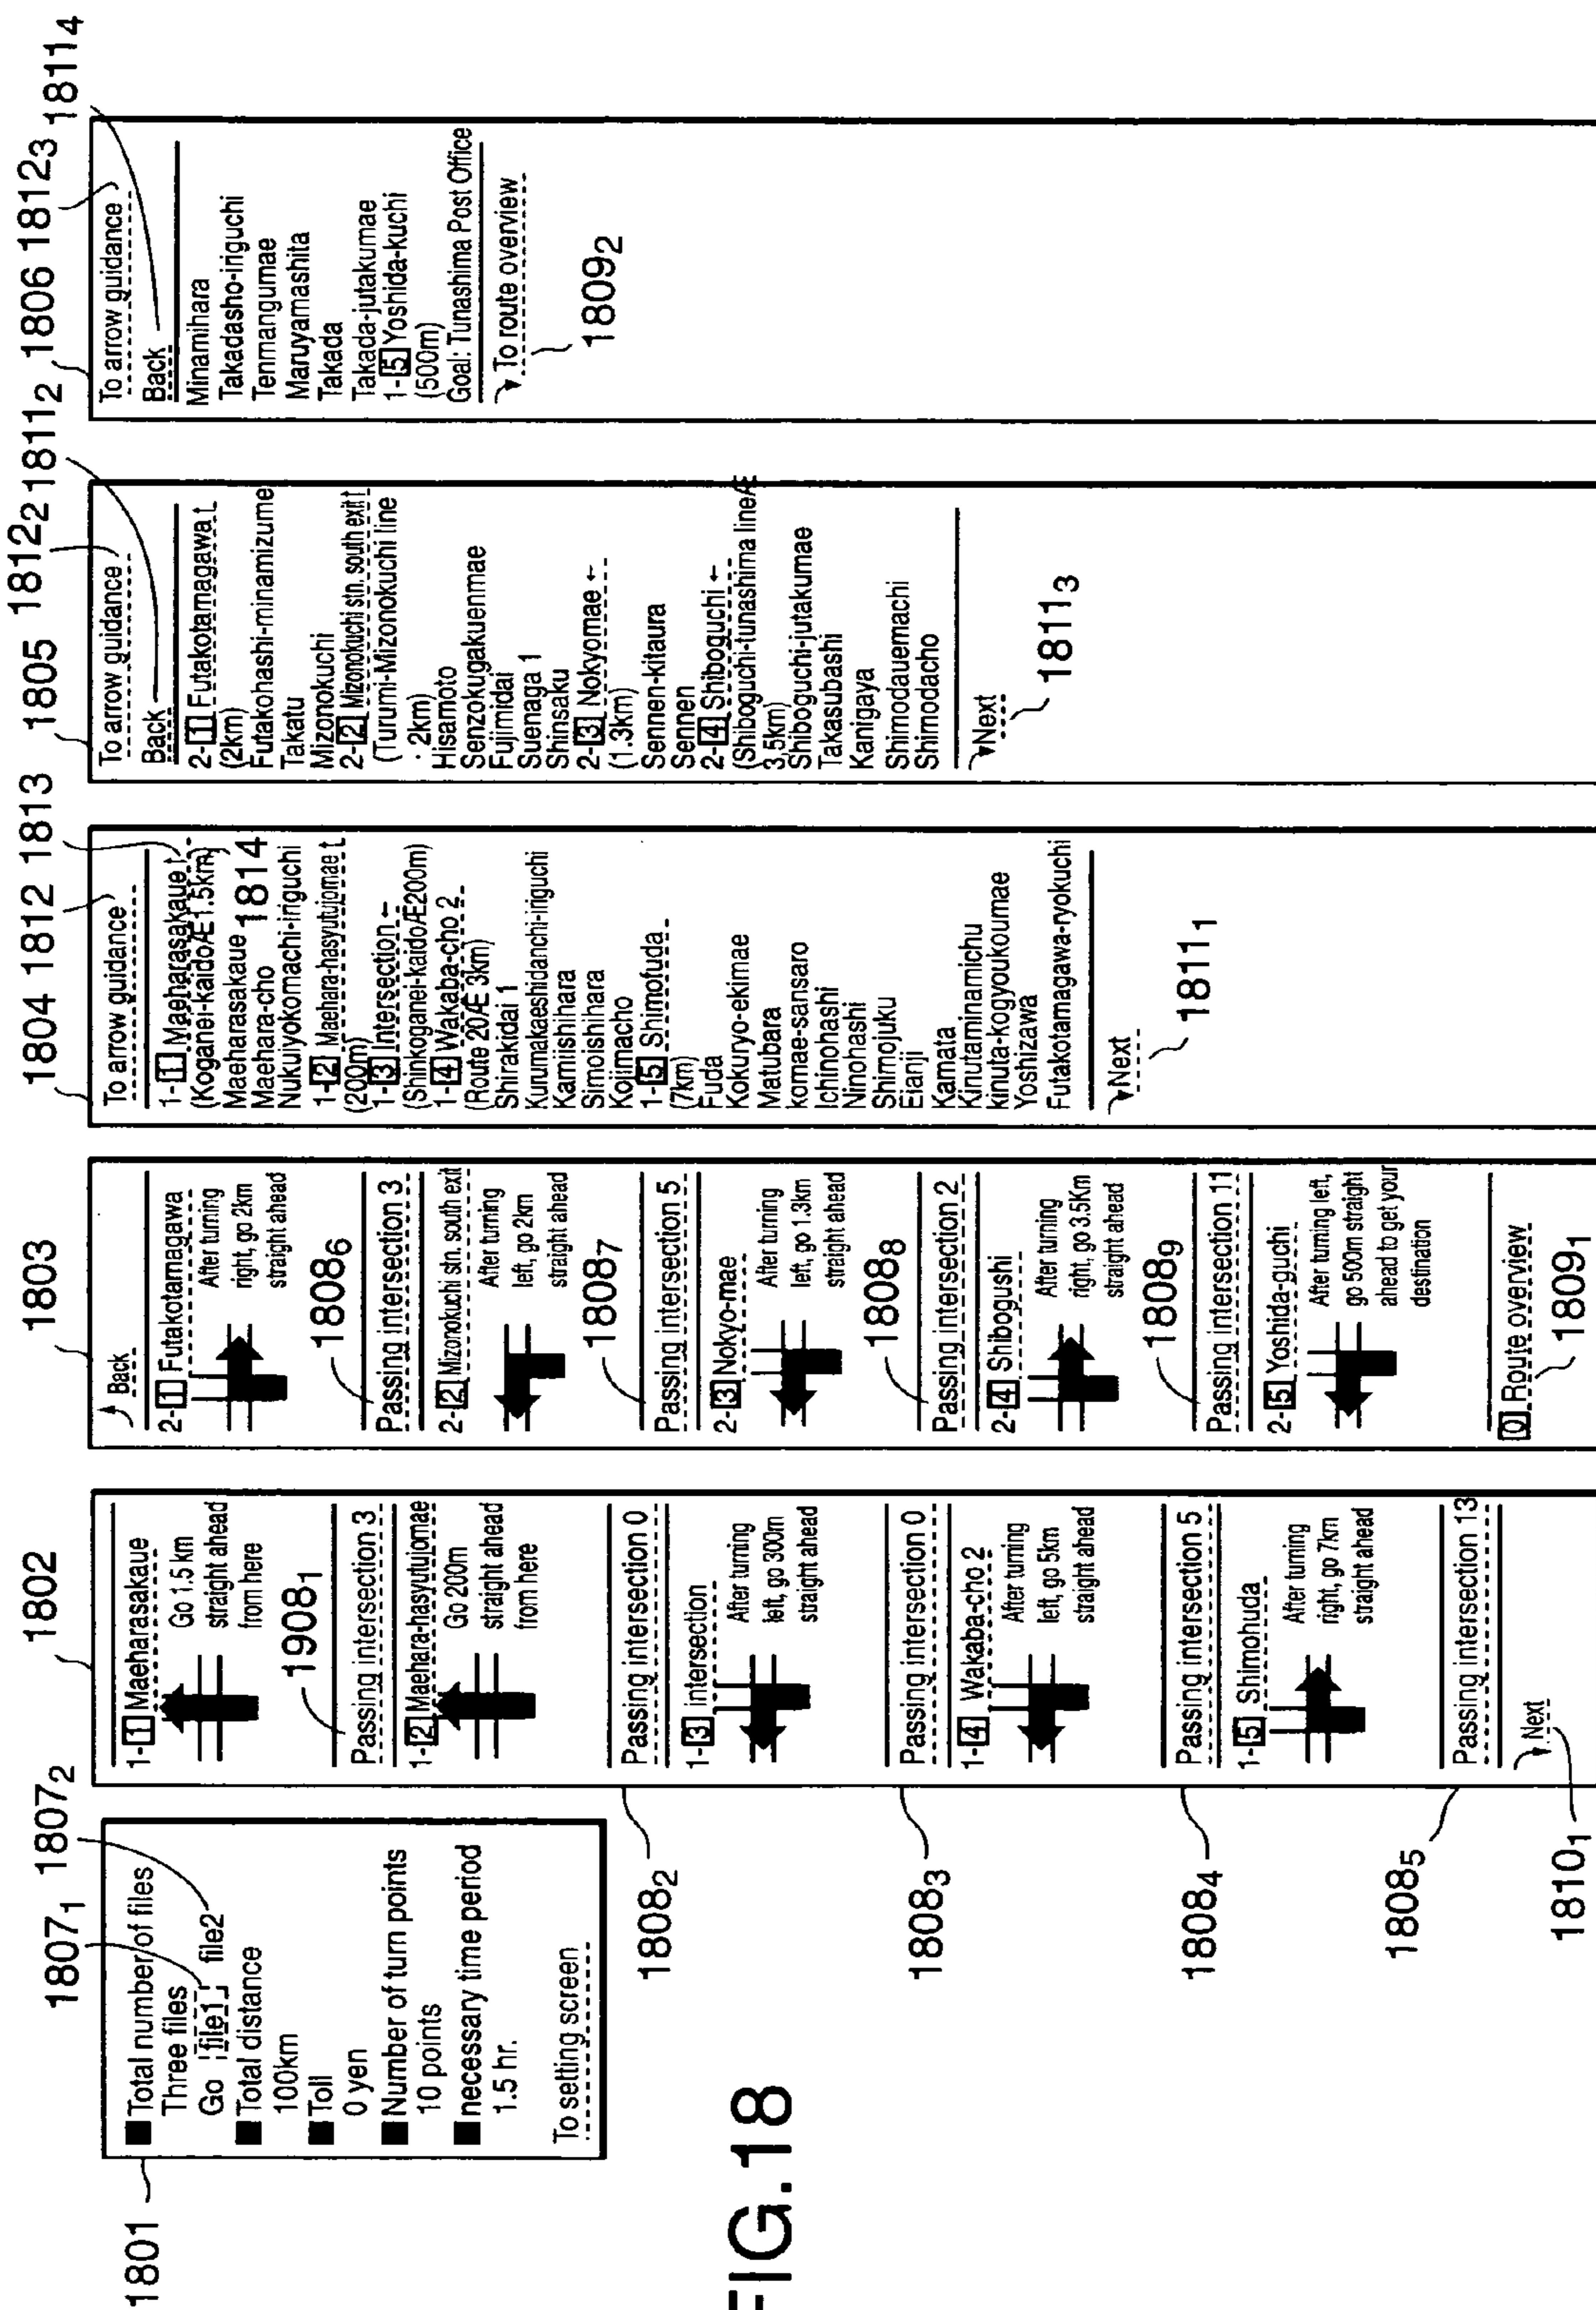 FIG.18
1801
1807₁
1807₂
■ Total number of files
Three files
Go file1 file2
■ Total distance
100km
■ Toll
0 yen
■ Number of turn points
10 points
■ necessary time period
1.5 hr.
To setting screen
1802
1-[1] Maeharasakaue
Go 1.5 km
straight ahead
from here
1908₁
Passing intersection 3
1-[2] Maehara-hasyutujomae
Go 200m
straight ahead
from here
1808₂
Passing intersection 0
1-[3] intersection
After turning
left, go 300m
straight ahead
1808₃
Passing intersection 0
1-[4] Wakaba-cho 2
After turning
left, go 5km
straight ahead
1808₄
Passing intersection 5
1-[5] Shimohuda
After turning
right, go 7km
straight ahead
1808₅
Passing intersection 13
Next
1810₁
1803
Back
2-[1] Futakotamagawa
After turning
right, go 2km
straight ahead
1808₆
Passing intersection 3
2-[2] Mizonokuchi stn. south exit
After turning
left, go 2km
straight ahead
1808₇
Passing intersection 5
2-[3] Nokyo-mae
After turning
left, go 1.3km
straight ahead
1808₈
Passing intersection 2
2-[4] Shibogushi
After turning
right, go 3.5Km
straight ahead
1808₉
Passing intersection 11
2-[5] Yoshida-guchi
After turning left,
go 500m straight
ahead to get your
destination
[0] Route overview
1809₁
1804
1812
1813
To arrow guidance
1-[1] Maeharasakaue ↑
(Koganei-kaidoÆ1.5km)
Maeharasakaue
1814
Maehara-cho
Nukuiyokomachi-iriguchi
1-[2] Maehara-hasyutujomae ↑
(200m)
1-[3] Intersection ←
(Shinkoganei-kaidoÆ200m)
1-[4] Wakaba-cho 2
(Route 20Æ 3km)
Shirakidai 1
Kurumakaeshidanchi-iriguchi
Kamiishihara
Simoishihara
Kojimacho
1-[5] Shimofuda
(7km)
Fuda
Kokuryo-ekimae
Matubara
komae-sansaro
Ichinohashi
Ninohashi
Shimojuku
Eianji
Kamata
Kinutaminamichu
kinuta-kogyoukoumae
Yoshizawa
Futakotamagawa-ryokuchi
Next
1811₁
1805
1812₂
1811₂
To arrow guidance
Back
2-[1] Futakotamagawa ↑
(2km)
Futakohashi-minamizume
Takatu
Mizonokuchi
2-[2] Mizonokuchi stn. south exit ↑
(Turumi-Mizonokuchi line
: 2km)
Hisamoto
Senzokugakuenmae
Fujimidai
Suenaga 1
Shinsaku
2-[3] Nokyomae ←
(1.3km)
Sennen-kitaura
Sennen
2-[4] Shiboguchi ←
(Shiboguchi-tunashima lineÆ
3,5km)
Shiboguchi-jutakumae
Takasubashi
Kanigaya
Shimodauemachi
Shimodacho
Next
1811₃
1806
1812₃
1811₄
To arrow guidance
Back
Minamihara
Takadasho-iriguchi
Tenmangumae
Maruyamashita
Takada
Takada-jutakumae
1-[5] Yoshida-kuchi
(500m)
Goal: Tunashima Post Office
To route overview
1809₂